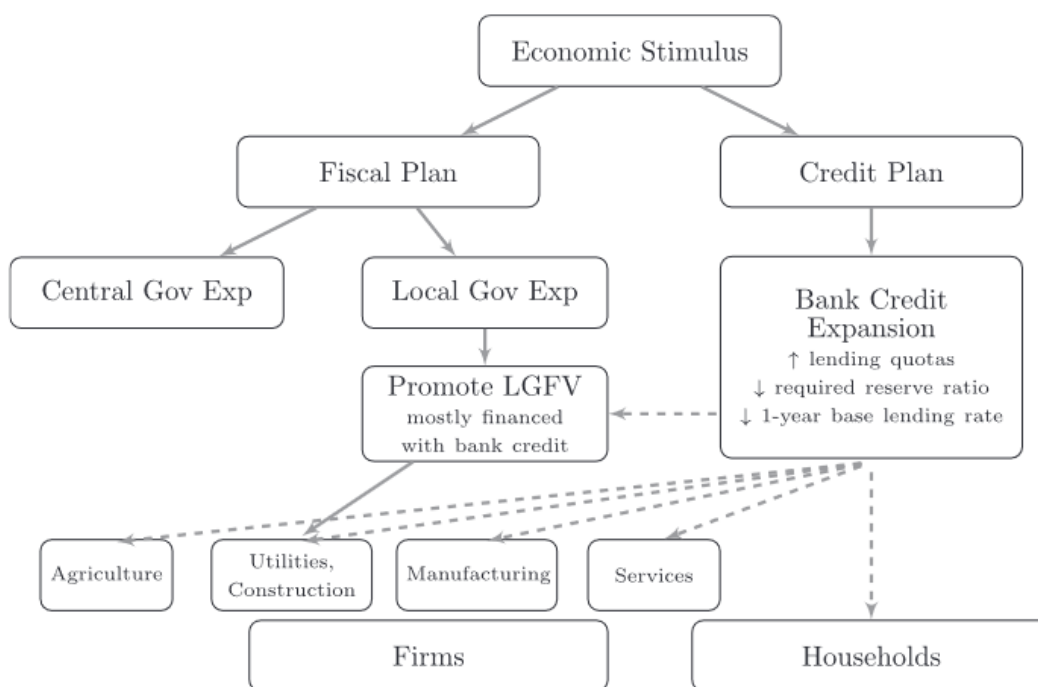 Economic Stimulus
Fiscal Plan
Credit Plan
Central Gov Exp
Local Gov Exp
Bank Credit
Expansion
↑ lending quotas
↓ required reserve ratio
↓ 1-year base lending rate
Promote LGFV
mostly financed
with bank credit
Agriculture
Utilities,
Construction
Manufacturing
Services
Firms
Households